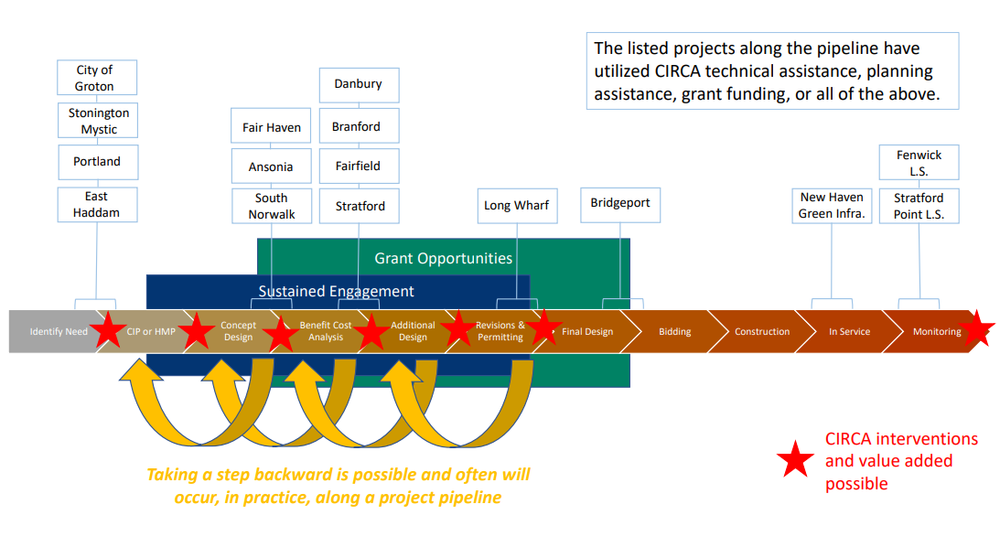 The listed projects along the pipeline have
utilized CIRCA technical assistance, planning
assistance, grant funding, or all of the above.
City of
Groton
Stonington
Mystic
Portland
East
Haddam
Fair Haven
Ansonia
South
Norwalk
Danbury
Branford
Fairfield
Stratford
Long Wharf
Bridgeport
New Haven
Green Infra.
Fenwick
L.S.
Stratford
Point L.S.
Grant Opportunities
Sustained Engagement
Identify Need
CIP or HMP
Concept
Design
Benefit Cost
Analysis
Additional
Design
Revisions &
Permitting
Final Design
Bidding
Construction
In Service
Monitoring
Taking a step backward is possible and often will
occur, in practice, along a project pipeline
CIRCA interventions
and value added
possible